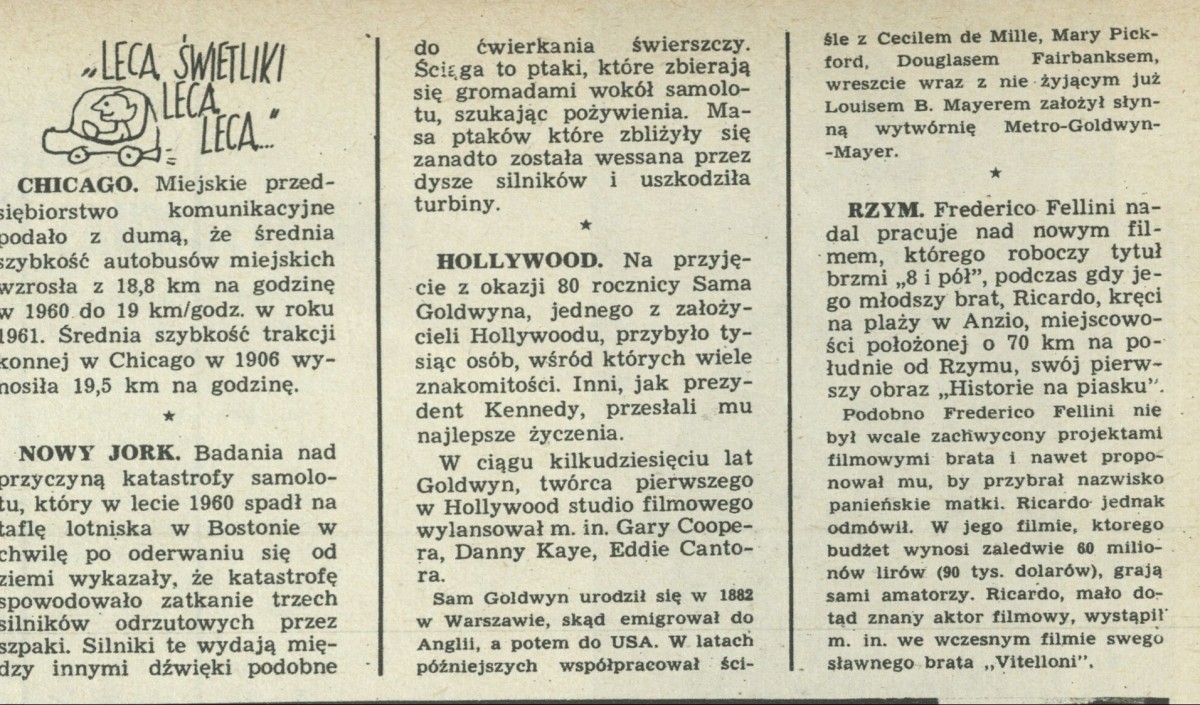 „LECĄ ŚWIETLIKI
LECĄ,
LECĄ..."
CHICAGO. Miejskie przed-
siębiorstwo komunikacyjne
podało z dumą, że średnia
szybkość autobusów miejskich
wzrosła z 18,8 km na godzinę
w 1960 do 19 km/godz. w roku
1961. Średnia szybkość trakcji
konnej w Chicago w 1906 wy-
nosiła 19,5 km na godzinę.
★
NOWY JORK. Badania nad
przyczyną katastrofy samolo-
tu, który w lecie 1960 spadł na
taflę lotniska w Bostonie w
chwilę po oderwaniu się od
ziemi wykazały, że katastrofę
spowodowało zatkanie trzech
silników odrzutowych przez
szpaki. Silniki te wydają mię-
dzy innymi dźwięki podobne
do ćwierkania świerszczy.
Ściąga to ptaki, które zbierają
się gromadami wokół samolo-
tu, szukając pożywienia. Ma-
sa ptaków które zbliżyły się
zanadto została wessana przez
dysze silników i uszkodziła
turbiny.
★
HOLLYWOOD. Na przyję-
cie z okazji 80 rocznicy Sama
Goldwyna, jednego z założy-
cieli Hollywoodu, przybyło ty-
siąc osób, wśród których wiele
znakomitości. Inni, jak prezy-
dent Kennedy, przesłali mu
najlepsze życzenia.
W ciągu kilkudziesięciu lat
Goldwyn, twórca pierwszego
w Hollywood studio filmowego
wylansował m. in. Gary Coope-
ra, Danny Kaye, Eddie Canto-
ra.
Sam Goldwyn urodził się w 1882
w Warszawie, skąd emigrował do
Anglii, a potem do USA. W latach
późniejszych współpracował ści-
śle z Cecilem de Mille, Mary Pick-
ford, Douglasem Fairbanksem,
wreszcie wraz z nie żyjącym już
Louisem B. Mayerem założył słyn-
ną wytwórnię Metro-Goldwyn-
-Mayer.
★
RZYM. Frederico Fellini na-
dal pracuje nad nowym fil-
mem, którego roboczy tytuł
brzmi „8 i pół", podczas gdy je-
go młodszy brat, Ricardo, kręci
na plaży w Anzio, miejscowo-
ści położonej o 70 km na po-
łudnie od Rzymu, swój pierw-
szy obraz „Historie na piasku".
Podobno Frederico Fellini nie
był wcale zachwycony projektami
filmowymi brata i nawet propo-
nował mu, by przybrał nazwisko
panieńskie matki. Ricardo jednak
odmówił. W jego filmie, ktorego
budżet wynosi zaledwie 60 milio-
nów lirów (90 tys. dolarów), grają
sami amatorzy. Ricardo, mało do-
tąd znany aktor filmowy, wystąpił
m. in. we wczesnym filmie swego
sławnego brata „Vitelloni".